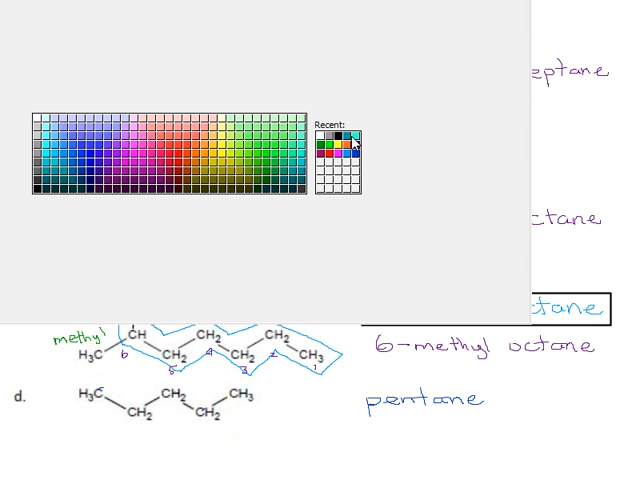 Recent:
eptane
ctane
ctane
methyl
CH CH₂ CH₂
H₃C 6 CH₂ 4 CH₂ 2 CH₃
5 3 1
6-methyl octane
d. H₃C CH₂ CH₃
CH₂ CH₂
pentane